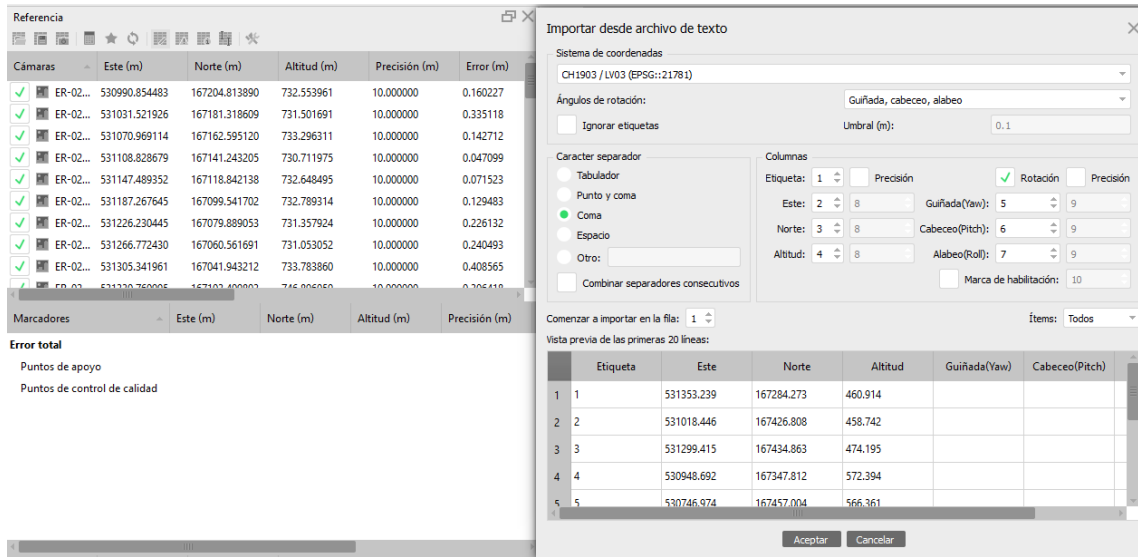 Referencia
Cámaras Este (m) Norte (m) Altitud (m) Precisión (m) Error (m)
ER-02... 530990.854483 167204.813890 732.553961 10.000000 0.160227
ER-02... 531031.521926 167181.318609 731.501691 10.000000 0.335118
ER-02... 531070.969114 167162.595120 733.296311 10.000000 0.142712
ER-02... 531108.828679 167141.243205 730.711975 10.000000 0.047099
ER-02... 531147.489352 167118.842138 732.648495 10.000000 0.071523
ER-02... 531187.267645 167099.541702 732.789314 10.000000 0.129483
ER-02... 531226.230445 167079.889053 731.357924 10.000000 0.226132
ER-02... 531266.772430 167060.561691 731.053052 10.000000 0.240493
ER-02... 531305.341961 167041.943212 733.783860 10.000000 0.408565
Marcadores Este (m) Norte (m) Altitud (m) Precisión (m)
Error total
Puntos de apoyo
Puntos de control de calidad
Importar desde archivo de texto
Sistema de coordenadas
CH1903 / LV03 (EPSG::21781)
Ángulos de rotación: Guiñada, cabeceo, alabeo
Ignorar etiquetas Umbral (m): 0.1
Caracter separador
Tabulador
Punto y coma
Coma
Espacio
Otro:
Combinar separadores consecutivos
Columnas
Etiqueta: 1 Precisión Rotación Precisión
Este: 2 8 Guiñada(Yaw): 5 9
Norte: 3 8 Cabeceo(Pitch): 6 9
Altitud: 4 8 Alabeo(Roll): 7 9
Marca de habilitación: 10
Comenzar a importar en la fila: 1 Ítems: Todos
Vista previa de las primeras 20 líneas:
Etiqueta Este Norte Altitud Guiñada(Yaw) Cabeceo(Pitch)
1 1 531353.239 167284.273 460.914
2 2 531018.446 167426.808 458.742
3 3 531299.415 167434.863 474.195
4 4 530948.692 167347.812 572.394
5 5 530746.974 167457.004 566.361
Aceptar Cancelar